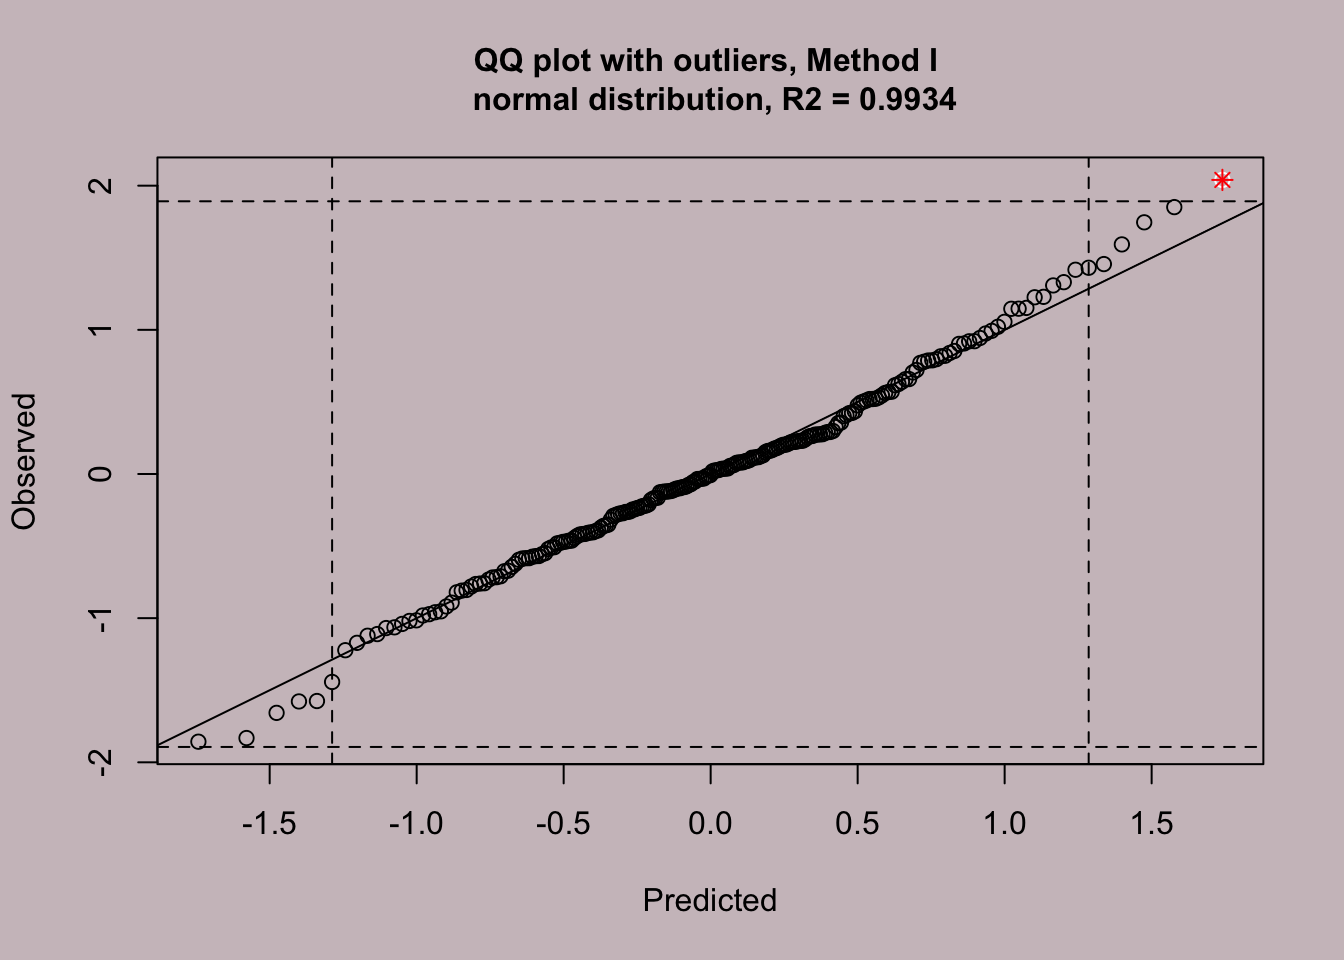 QQ plot with outliers, Method I
normal distribution, R2 = 0.9934
2
1
0
-1
-2
Observed
-1.5 -1.0 -0.5 0.0 0.5 1.0 1.5
Predicted